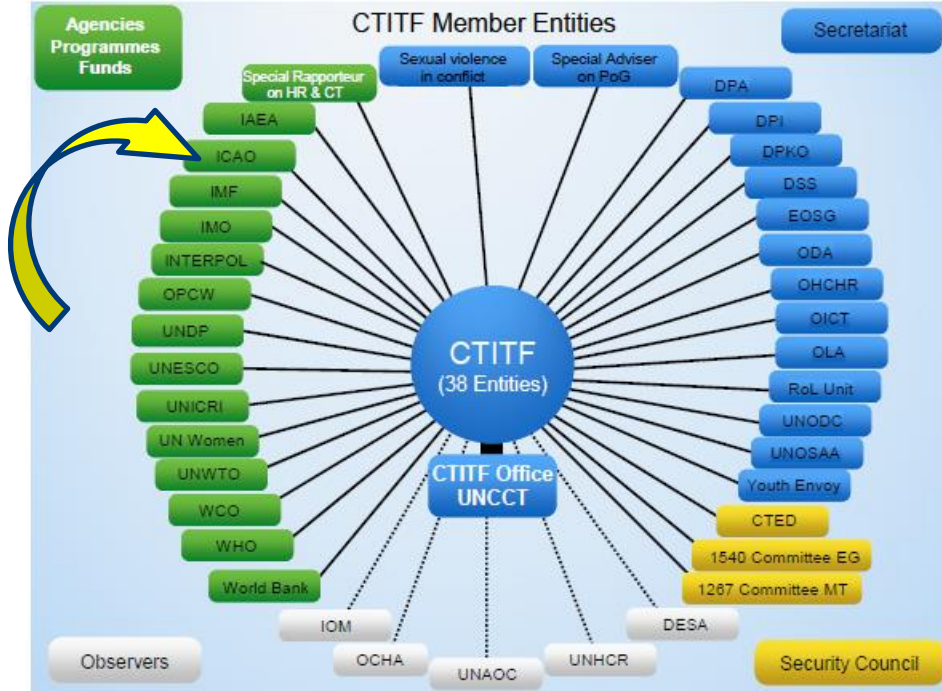 CTITF Member Entities
Agencies
Programmes
Funds
Secretariat
Special Rapporteur
on HR & CT
Sexual violence
in conflict
Special Adviser
on PoG
IAEA
ICAO
IMF
IMO
INTERPOL
OPCW
UNDP
UNESCO
UNICRI
UN Women
UNWTO
WCO
WHO
World Bank
DPA
DPI
DPKO
DSS
EOSG
ODA
OHCHR
OICT
OLA
RoL Unit
UNODC
UNOSAA
Youth Envoy
CTED
1540 Committee EG
1267 Committee MT
CTITF
(38 Entities)
CTITF Office
UNCCT
IOM
OCHA
UNAOC
UNHCR
DESA
Observers
Security Council